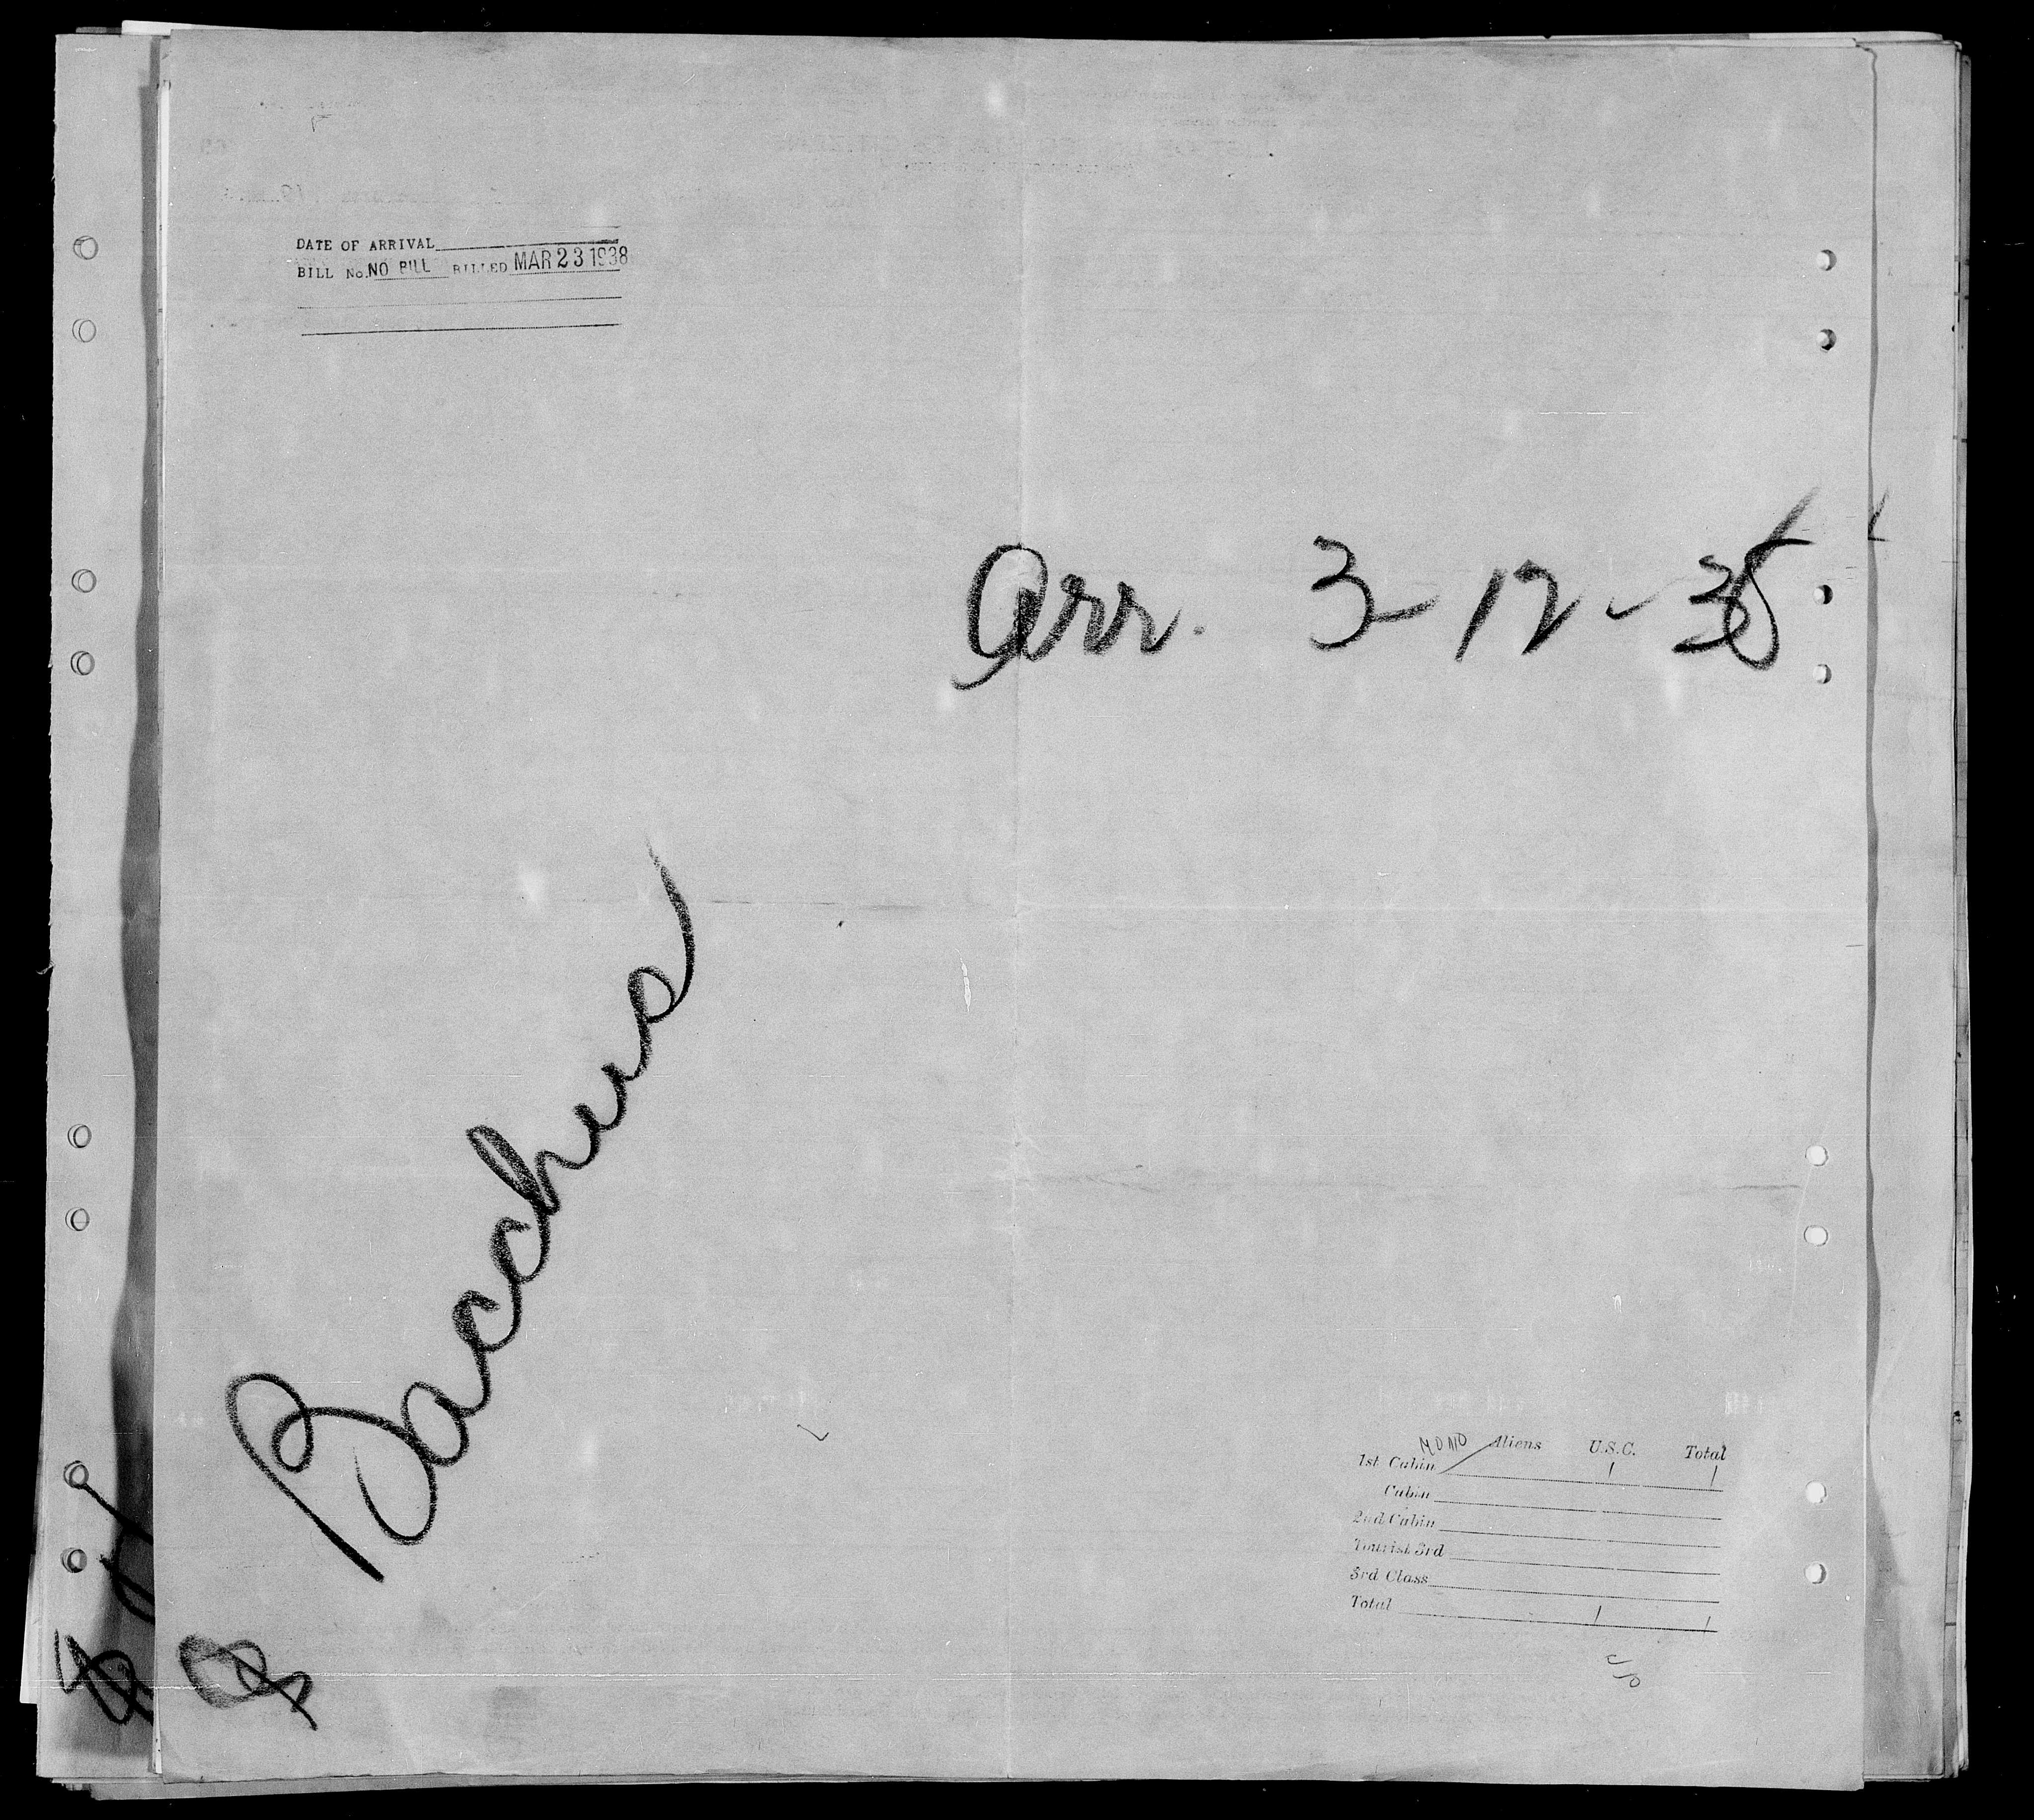 DATE OF ARRIVAL
BILL No. NO BILL BILLED MAR 23 1938
Arr. 3-12-38
Bacchus
Aliens U.S.C. Total
1st Cabin 1 1
Cabin
2nd Cabin
Tourist 3rd
3rd Class
Total 1 1